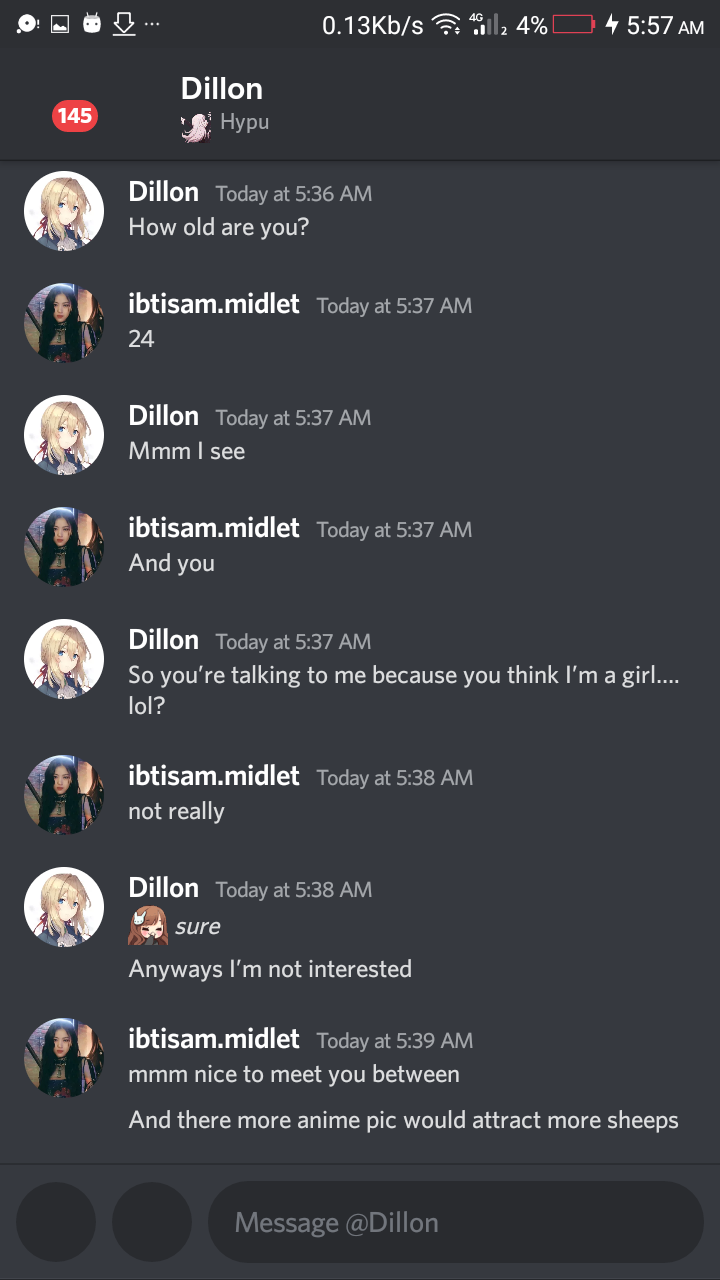 0.13Kb/s 4G 2 4% 5:57 AM
Dillon
145
Hypu
Dillon Today at 5:36 AM
How old are you?
ibtisam.midlet Today at 5:37 AM
24
Dillon Today at 5:37 AM
Mmm I see
ibtisam.midlet Today at 5:37 AM
And you
Dillon Today at 5:37 AM
So you’re talking to me because you think I’m a girl....
lol?
ibtisam.midlet Today at 5:38 AM
not really
Dillon Today at 5:38 AM
sure
Anyways I’m not interested
ibtisam.midlet Today at 5:39 AM
mmm nice to meet you between
And there more anime pic would attract more sheeps
Message @Dillon